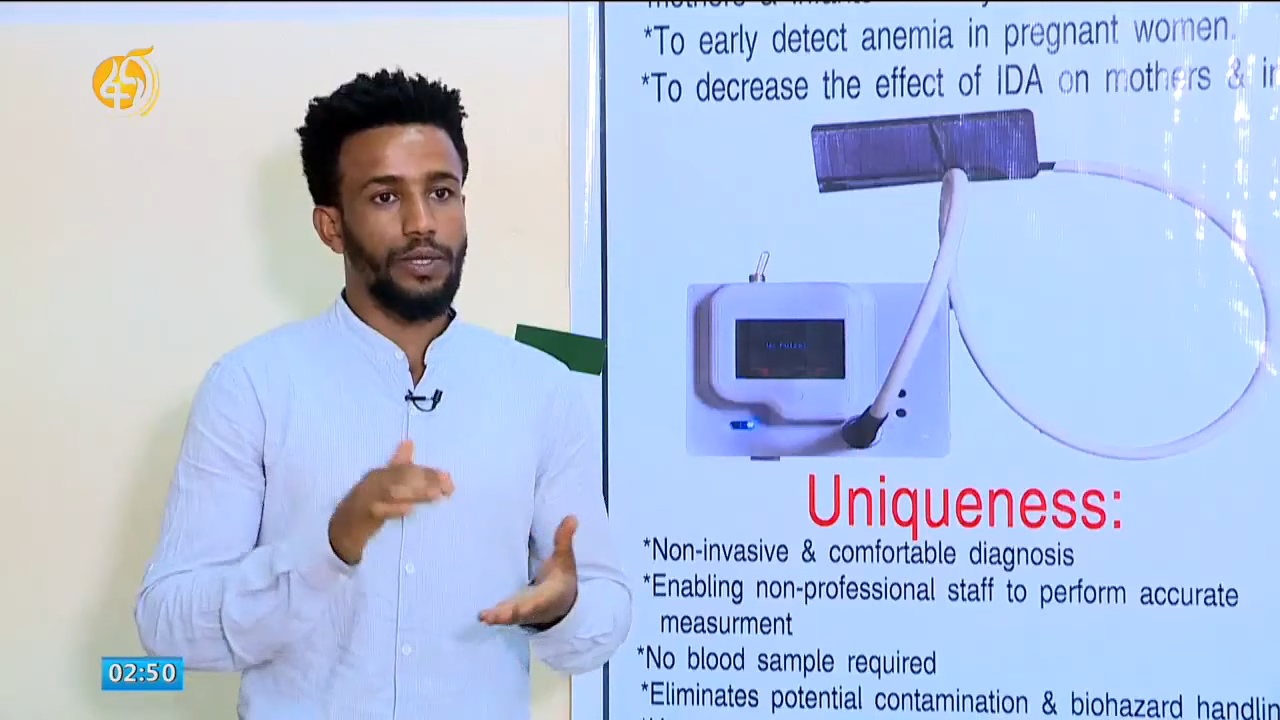 *To early detect anemia in pregnant women.
*To decrease the effect of IDA on mothers & in
Uniqueness:
*Non-invasive & comfortable diagnosis
*Enabling non-professional staff to perform accurate
measurment
*No blood sample required
*Eliminates potential contamination & biohazard handlin
02:50